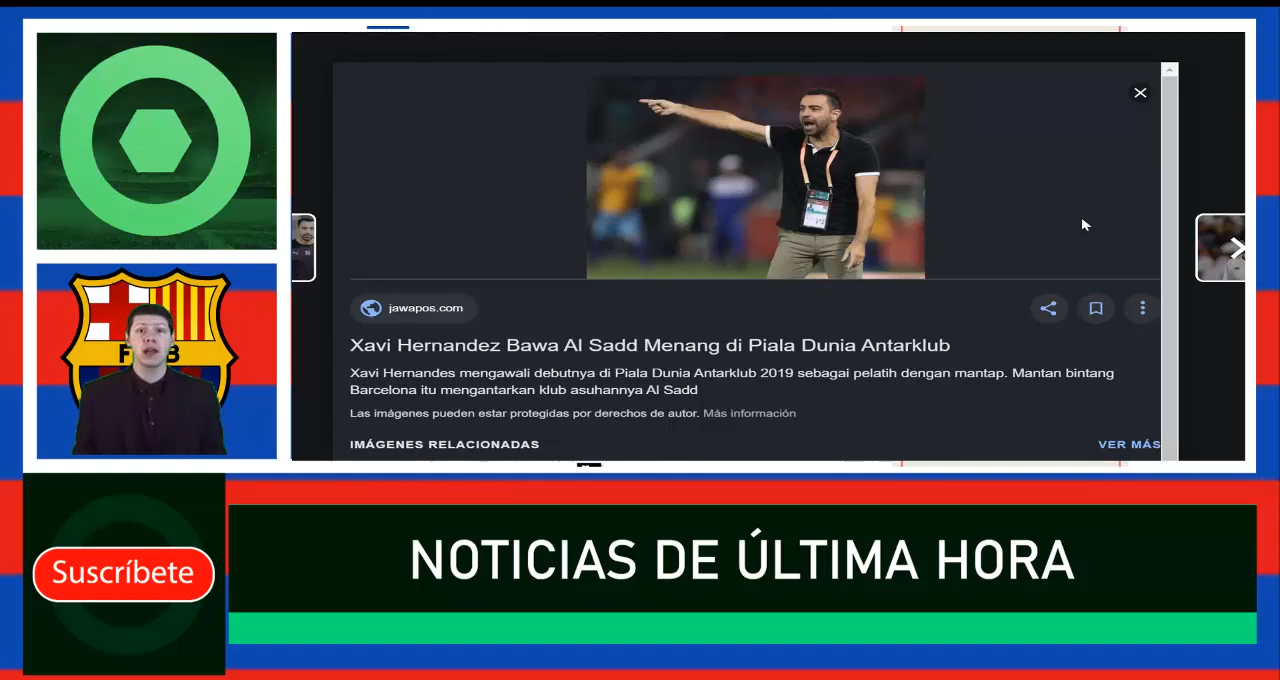 jawapos.com
Xavi Hernandez Bawa Al Sadd Menang di Piala Dunia Antarklub
Xavi Hernandes mengawali debutnya di Piala Dunia Antarklub 2019 sebagai pelatih dengan mantap. Mantan bintang
Barcelona itu mengantarkan klub asuhannya Al Sadd
Las imágenes pueden estar protegidas por derechos de autor. Más información
IMÁGENES RELACIONADAS
VER MÁS
F B
Suscríbete
NOTICIAS DE ÚLTIMA HORA